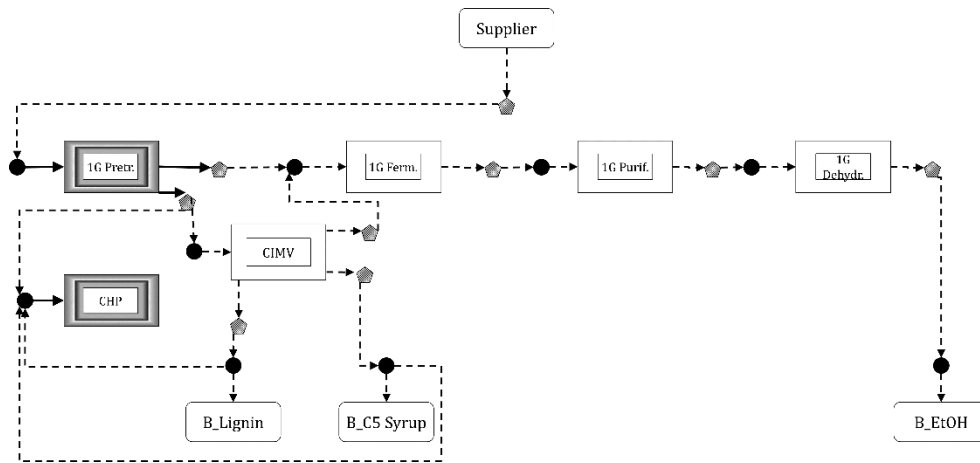 Supplier
1G Pretr.
1G Ferm.
1G Purif.
1G
Dehydr.
CIMV
CHP
B_Lignin
B_C5 Syrup
B_EtOH